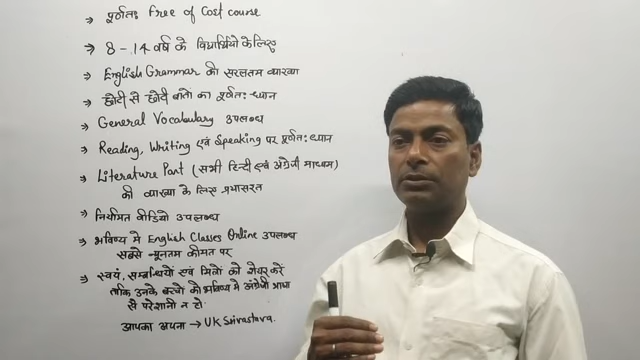 → पूर्णतः free of Cost course
→ 8-14 वर्ष के विद्यार्थियो के लिए
→ English Grammar की सरलतम व्याख्या
→ छोटी से छोटी बातो का पूर्णतः ध्यान
→ General Vocabulary उपलब्ध
→ Reading, Writing एवं Speaking पर पूर्णतः ध्यान
→ Literature Part (सभी हिन्दी एवं अंग्रेजी माध्यम)
की व्याख्या के लिए प्रयासरत
→ नियमित वीडियो उपलब्ध
→ भविष्य मे English Classes Online उपलब्ध
सबसे न्यूनतम कीमत पर
→ स्वयं, सम्बन्धियों एवं मित्रों को शेयर करें
ताकि उनके बच्चों को भविष्य मे अंग्रेजी भाषा
से परेशानी न हो
आपका अपना → UK Srivastava.